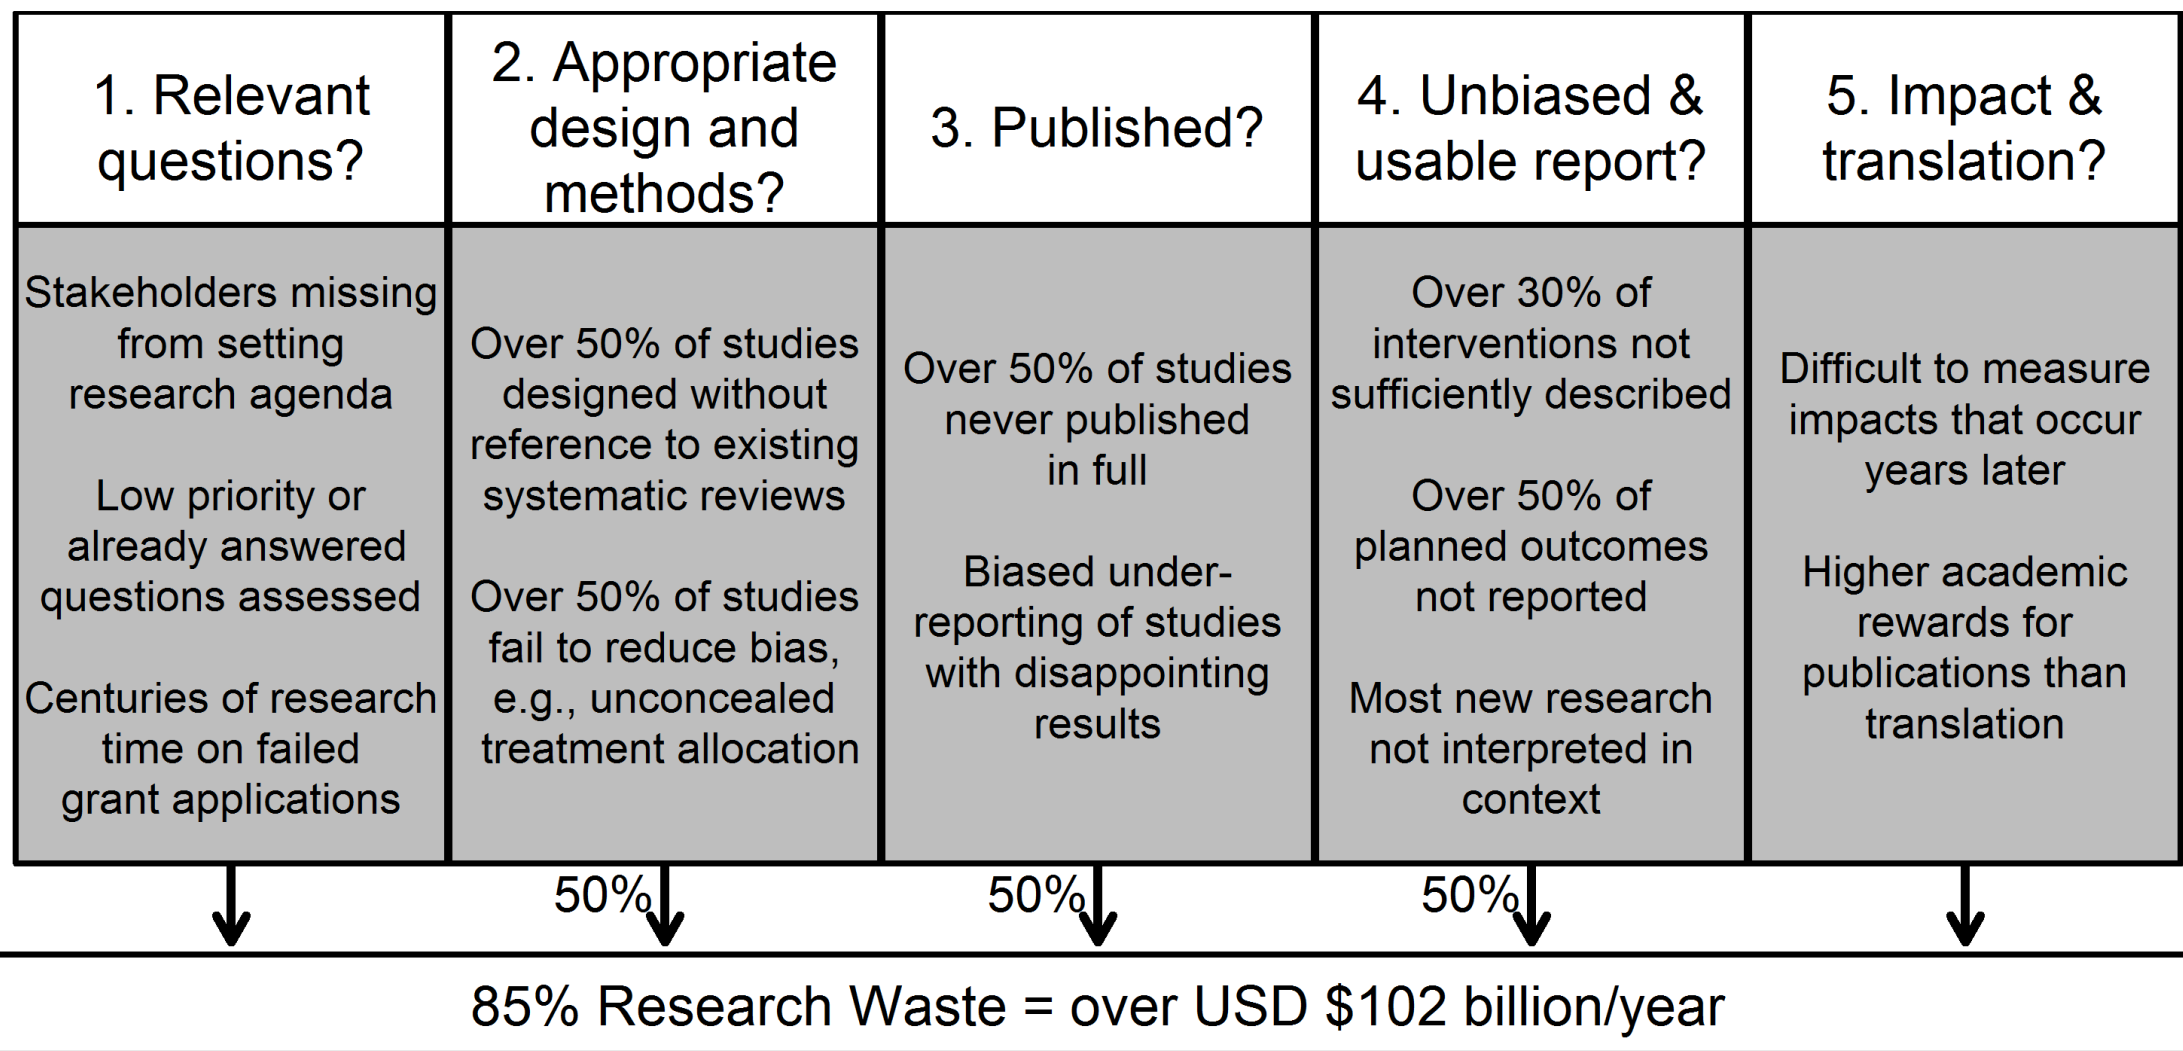 1. Relevant
questions?
2. Appropriate
design and
methods?
3. Published?
4. Unbiased &
usable report?
5. Impact &
translation?
Stakeholders missing
from setting
research agenda
Low priority or
already answered
questions assessed
Centuries of research
time on failed
grant applications
Over 50% of studies
designed without
reference to existing
systematic reviews
Over 50% of studies
fail to reduce bias,
e.g., unconcealed
treatment allocation
Over 50% of studies
never published
in full
Biased under-
reporting of studies
with disappointing
results
Over 30% of
interventions not
sufficiently described
Over 50% of
planned outcomes
not reported
Most new research
not interpreted in
context
Difficult to measure
impacts that occur
years later
Higher academic
rewards for
publications than
translation
50%
50%
50%
85% Research Waste = over USD $102 billion/year